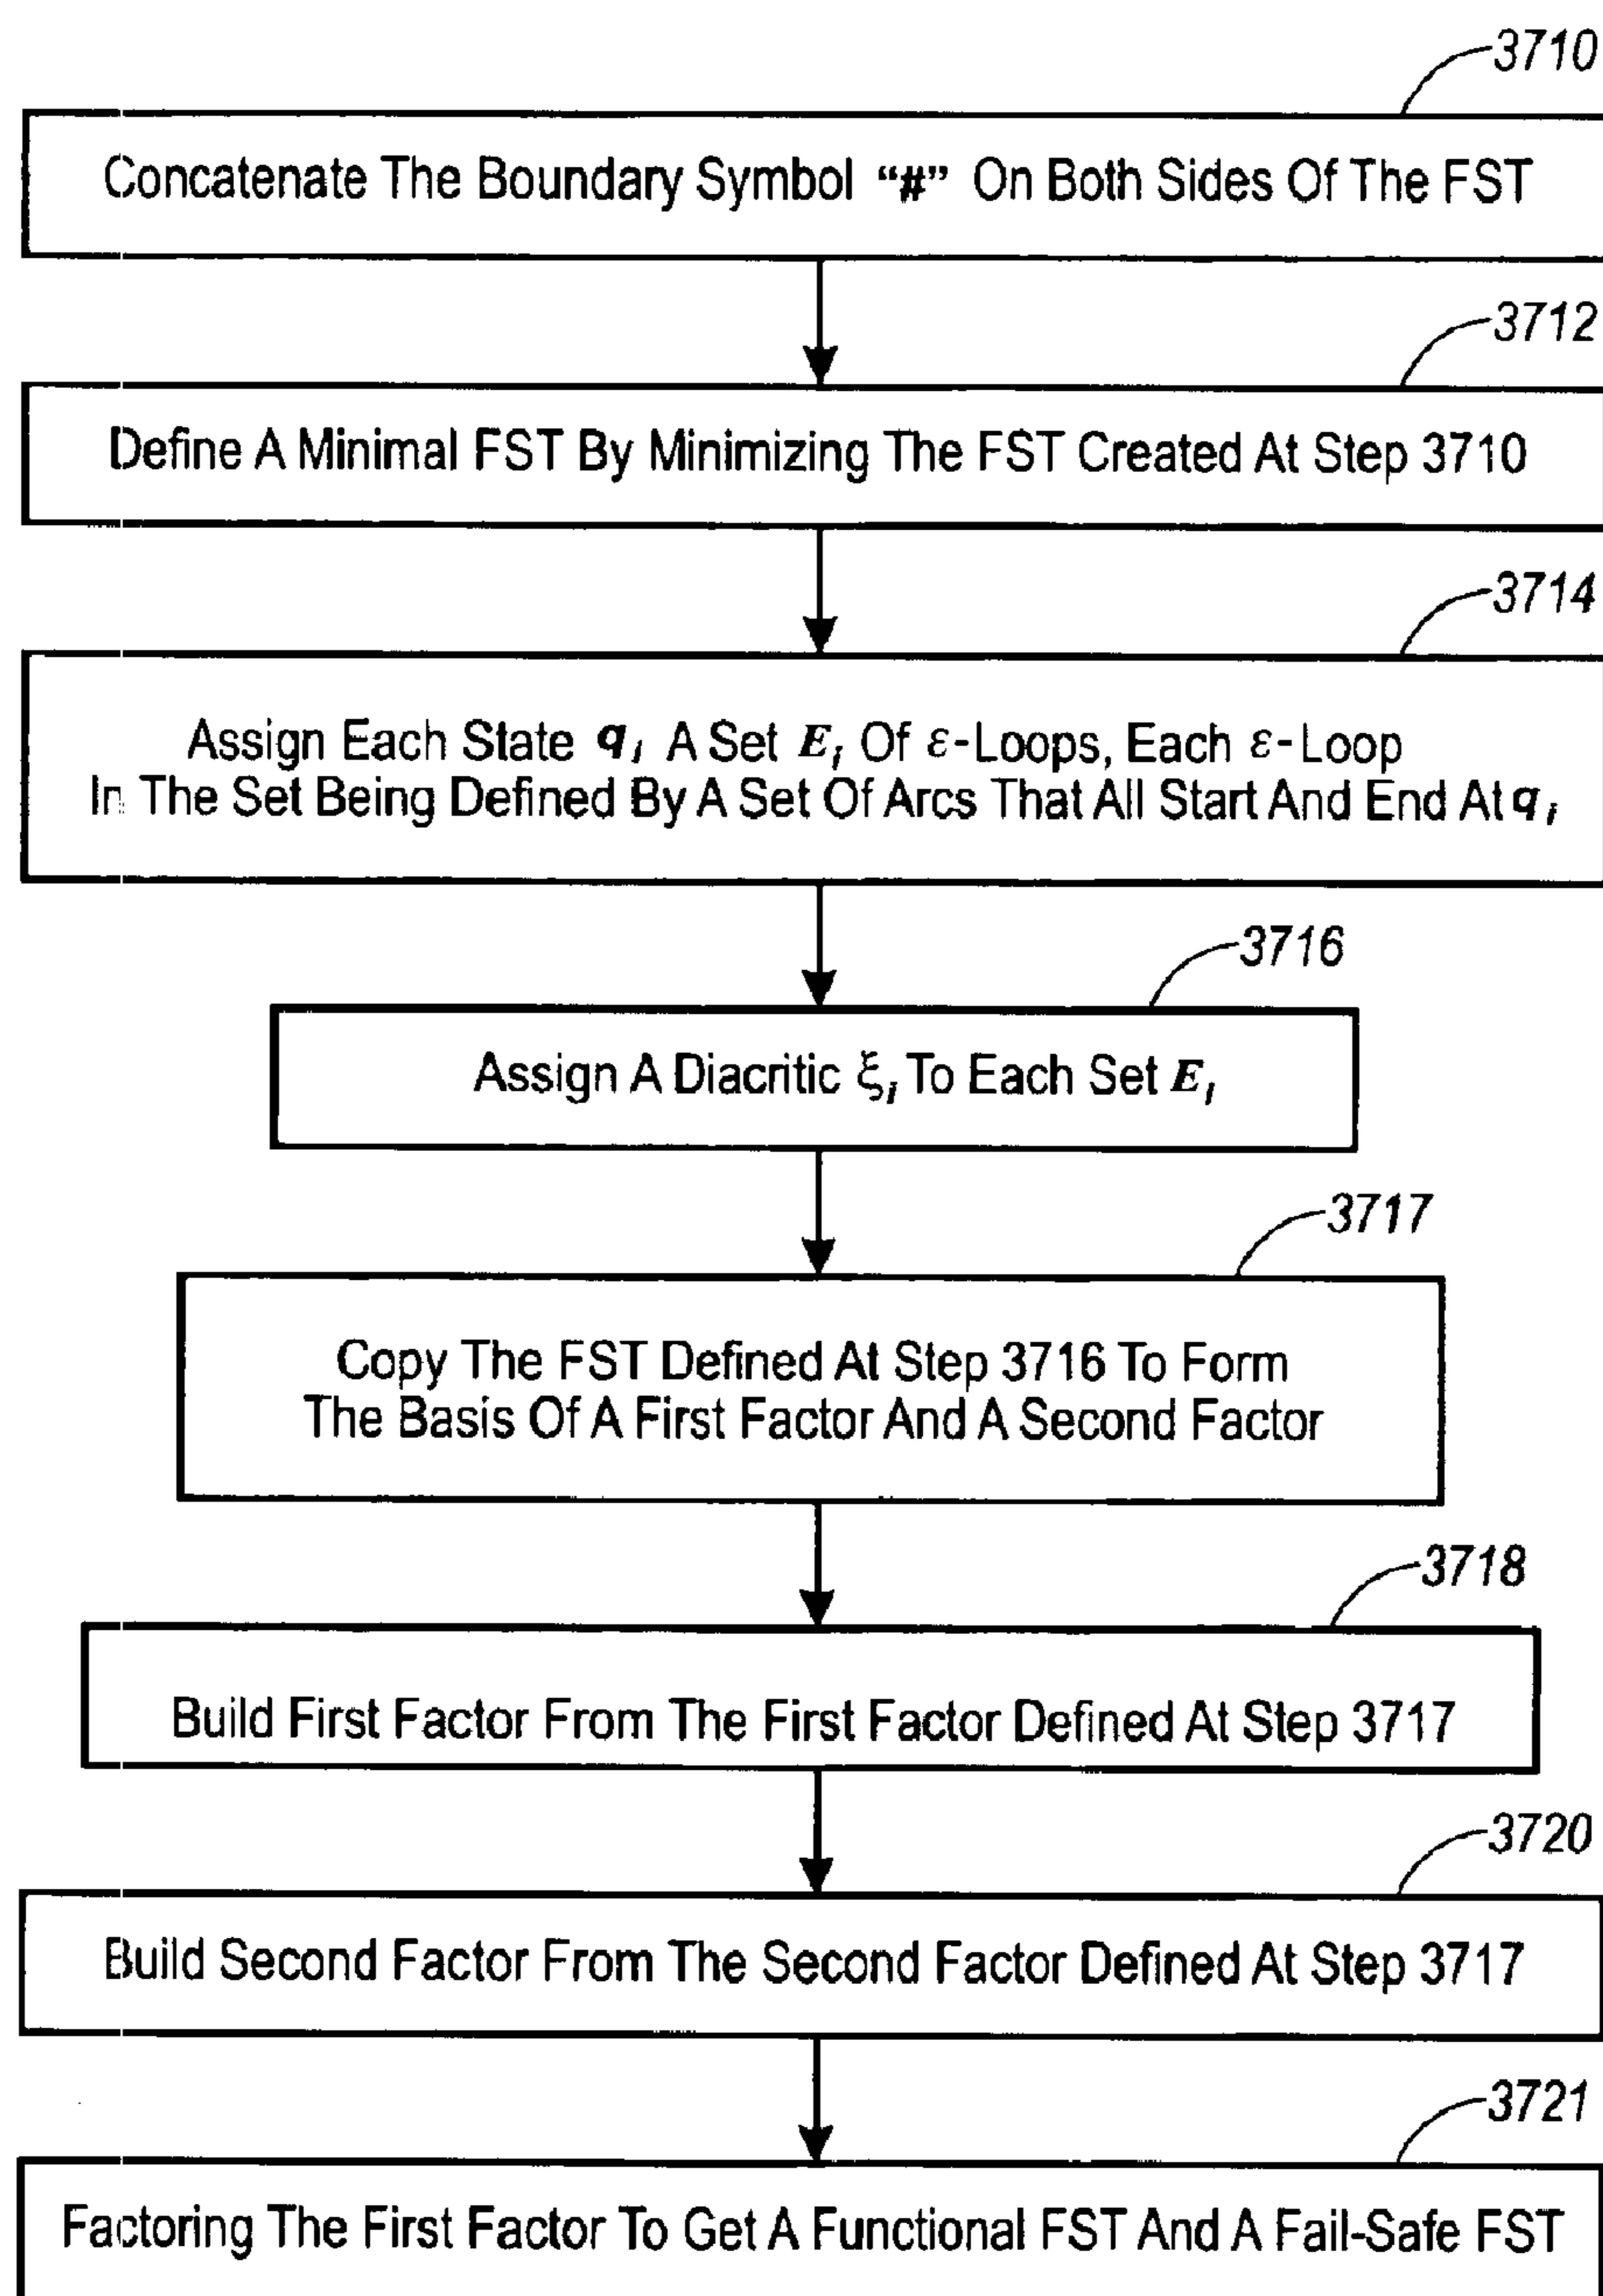 3710
Concatenate The Boundary Symbol “#” On Both Sides Of The FST
3712
Define A Minimal FST By Minimizing The FST Created At Step 3710
3714
Assign Each State qᵢ A Set Eᵢ Of ε-Loops, Each ε-Loop
In The Set Being Defined By A Set Of Arcs That All Start And End At qᵢ
3716
Assign A Diacritic ξᵢ To Each Set Eᵢ
3717
Copy The FST Defined At Step 3716 To Form
The Basis Of A First Factor And A Second Factor
3718
Build First Factor From The First Factor Defined At Step 3717
3720
Build Second Factor From The Second Factor Defined At Step 3717
3721
Factoring The First Factor To Get A Functional FST And A Fail-Safe FST